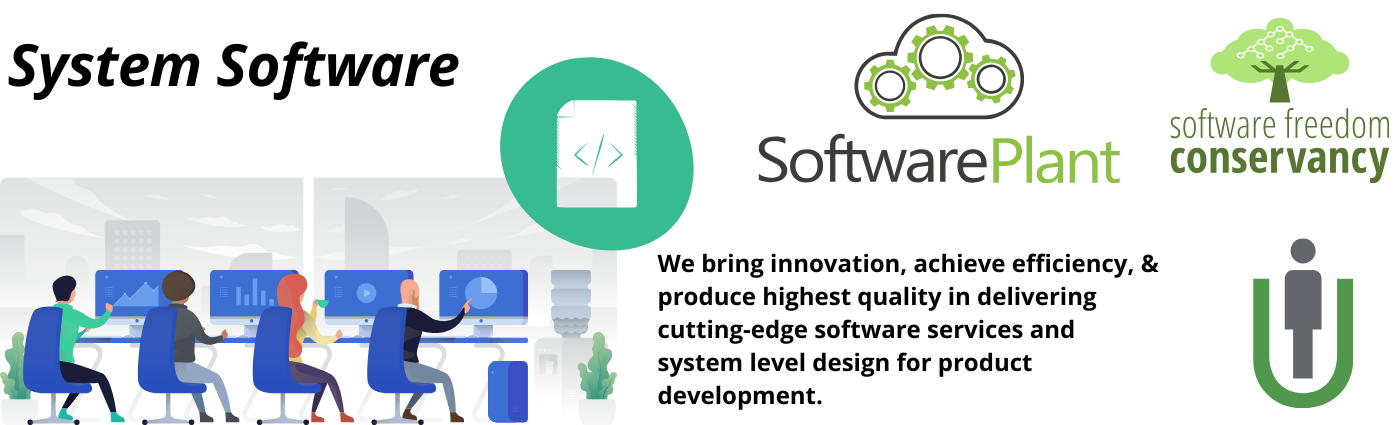 System Software
</>
SoftwarePlant
software freedom
conservancy
We bring innovation, achieve efficiency, &
produce highest quality in delivering
cutting-edge software services and
system level design for product
development.